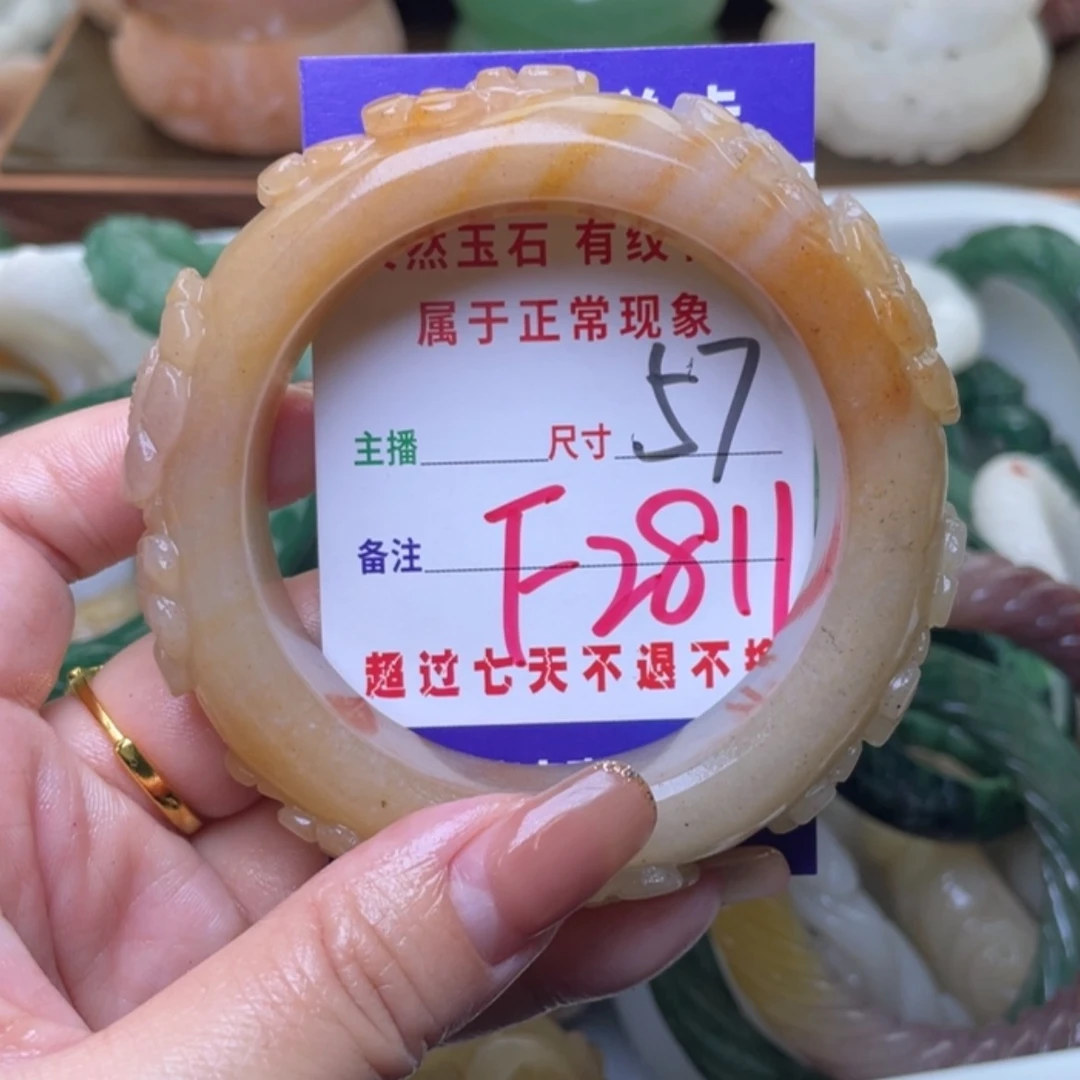 然玉石 有纹
属于正常现象
主播 尺寸 57
备注 F2811
超过七天不退不换